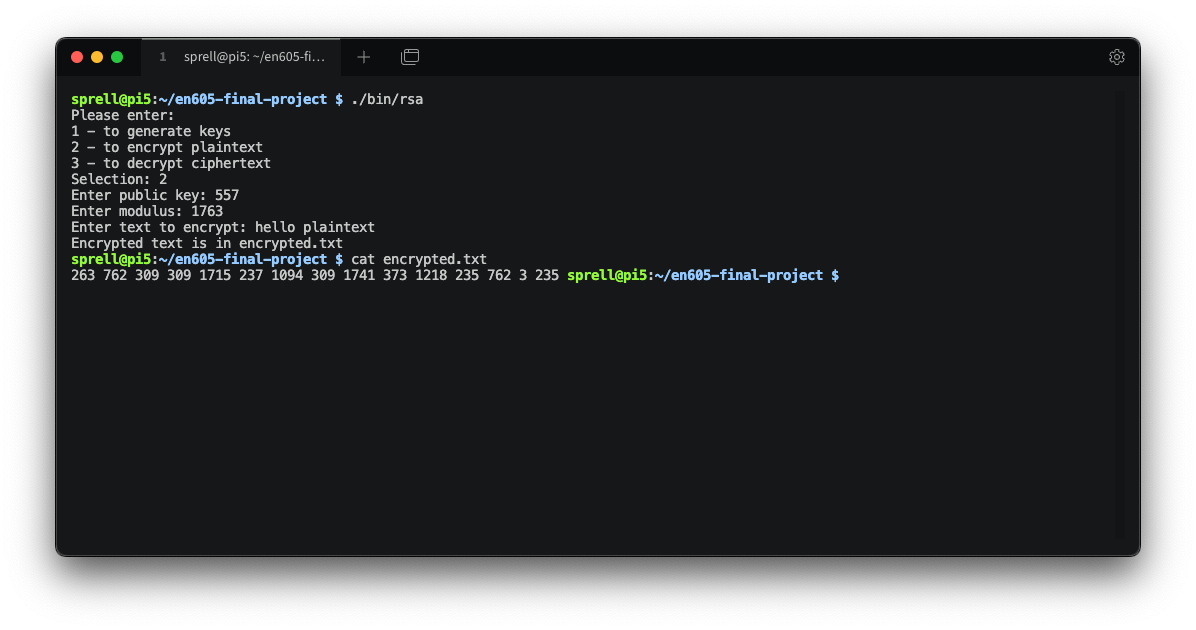 1 sprell@pi5: ~/en605-fi...
sprell@pi5:~/en605-final-project $ ./bin/rsa
Please enter:
1 - to generate keys
2 - to encrypt plaintext
3 - to decrypt ciphertext
Selection: 2
Enter public key: 557
Enter modulus: 1763
Enter text to encrypt: hello plaintext
Encrypted text is in encrypted.txt
sprell@pi5:~/en605-final-project $ cat encrypted.txt
263 762 309 309 1715 237 1094 309 1741 373 1218 235 762 3 235 sprell@pi5:~/en605-final-project $